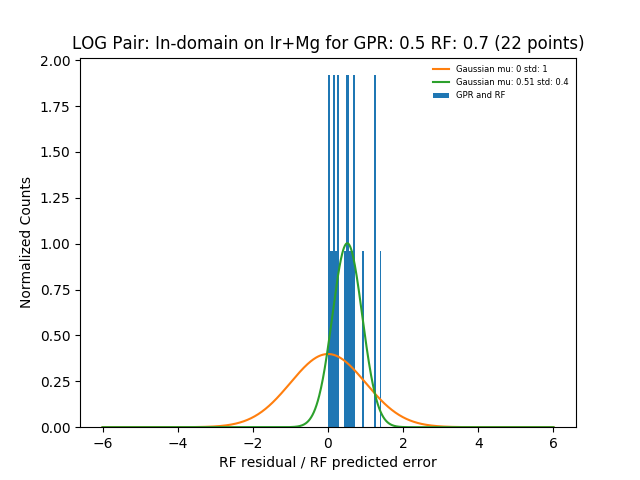 LOG Pair: In-domain on Ir+Mg for GPR: 0.5 RF: 0.7 (22 points)
Gaussian mu: 0 std: 1
Gaussian mu: 0.51 std: 0.4
GPR and RF
Normalized Counts
2.00
1.75
1.50
1.25
1.00
0.75
0.50
0.25
0.00
−6
−4
−2
0
2
4
6
RF residual / RF predicted error